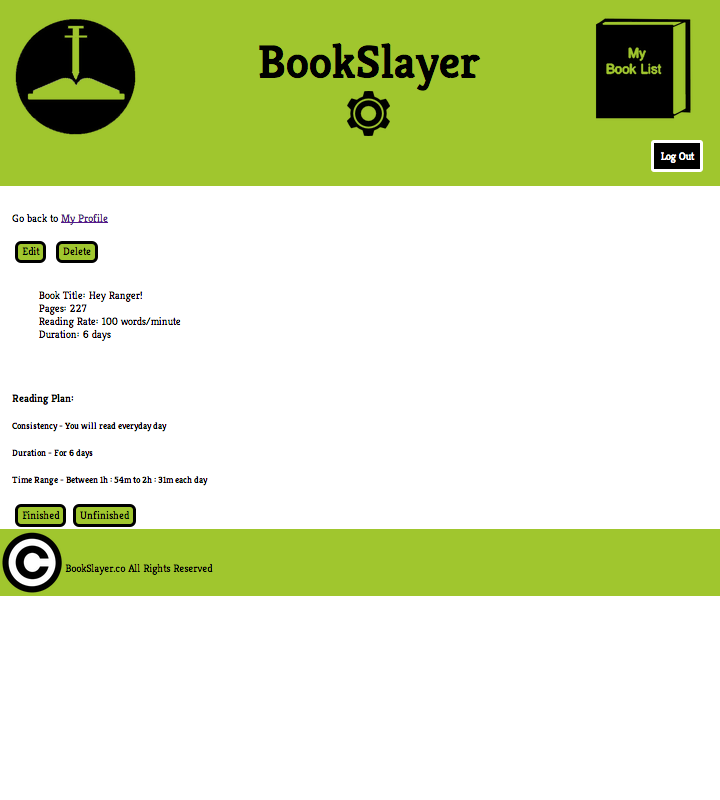 BookSlayer
My
Book List
Log Out
Go back to My Profile
Edit Delete
Book Title: Hey Ranger!
Pages: 227
Reading Rate: 100 words/minute
Duration: 6 days
Reading Plan:
Consistency - You will read everyday day
Duration - For 6 days
Time Range - Between 1h : 54m to 2h : 31m each day
Finished Unfinished
© BookSlayer.co All Rights Reserved